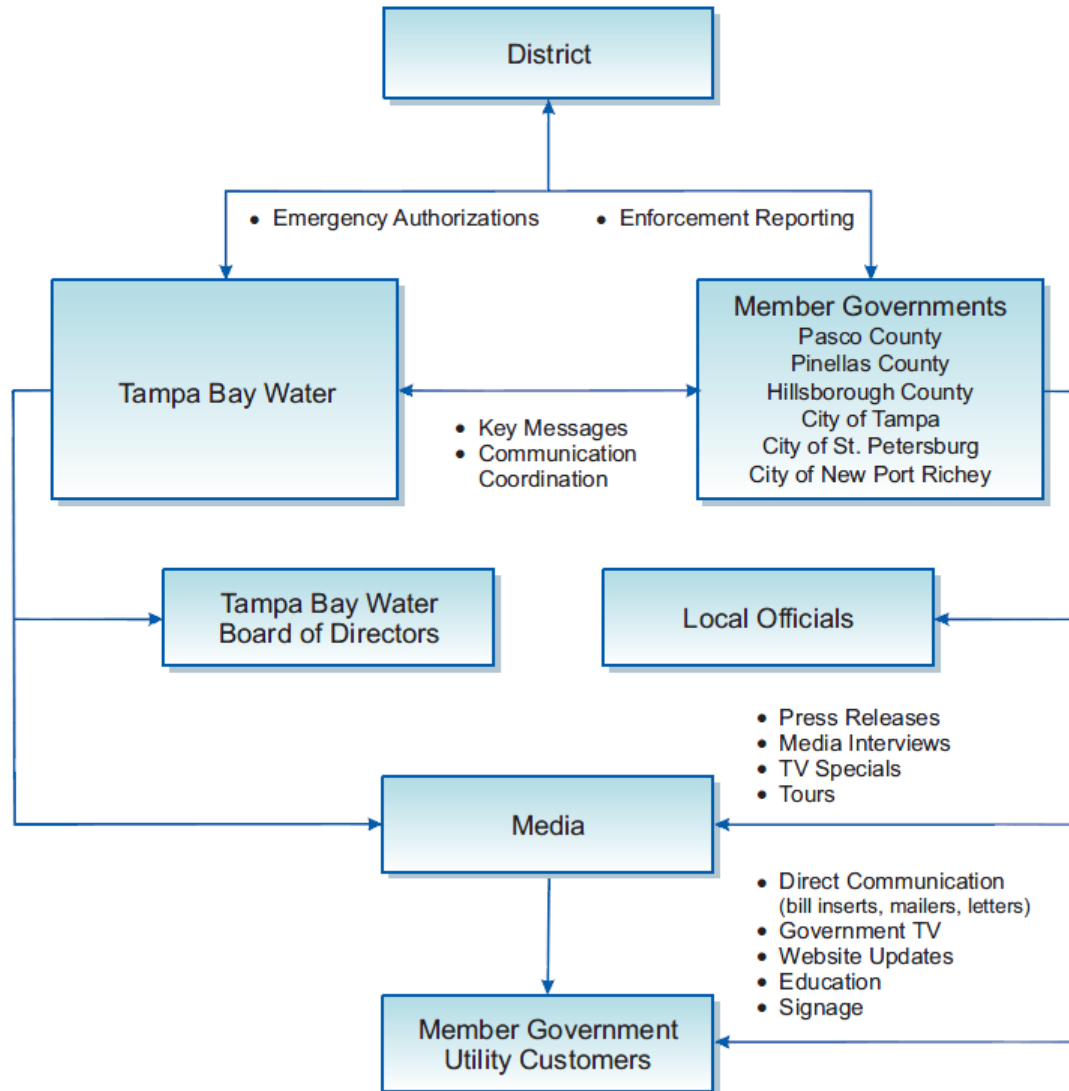 District
• Emergency Authorizations
• Enforcement Reporting
Tampa Bay Water
Member Governments
Pasco County
Pinellas County
Hillsborough County
City of Tampa
City of St. Petersburg
City of New Port Richey
• Key Messages
• Communication
Coordination
Tampa Bay Water
Board of Directors
Local Officials
• Press Releases
• Media Interviews
• TV Specials
• Tours
Media
• Direct Communication
(bill inserts, mailers, letters)
• Government TV
• Website Updates
• Education
• Signage
Member Government
Utility Customers